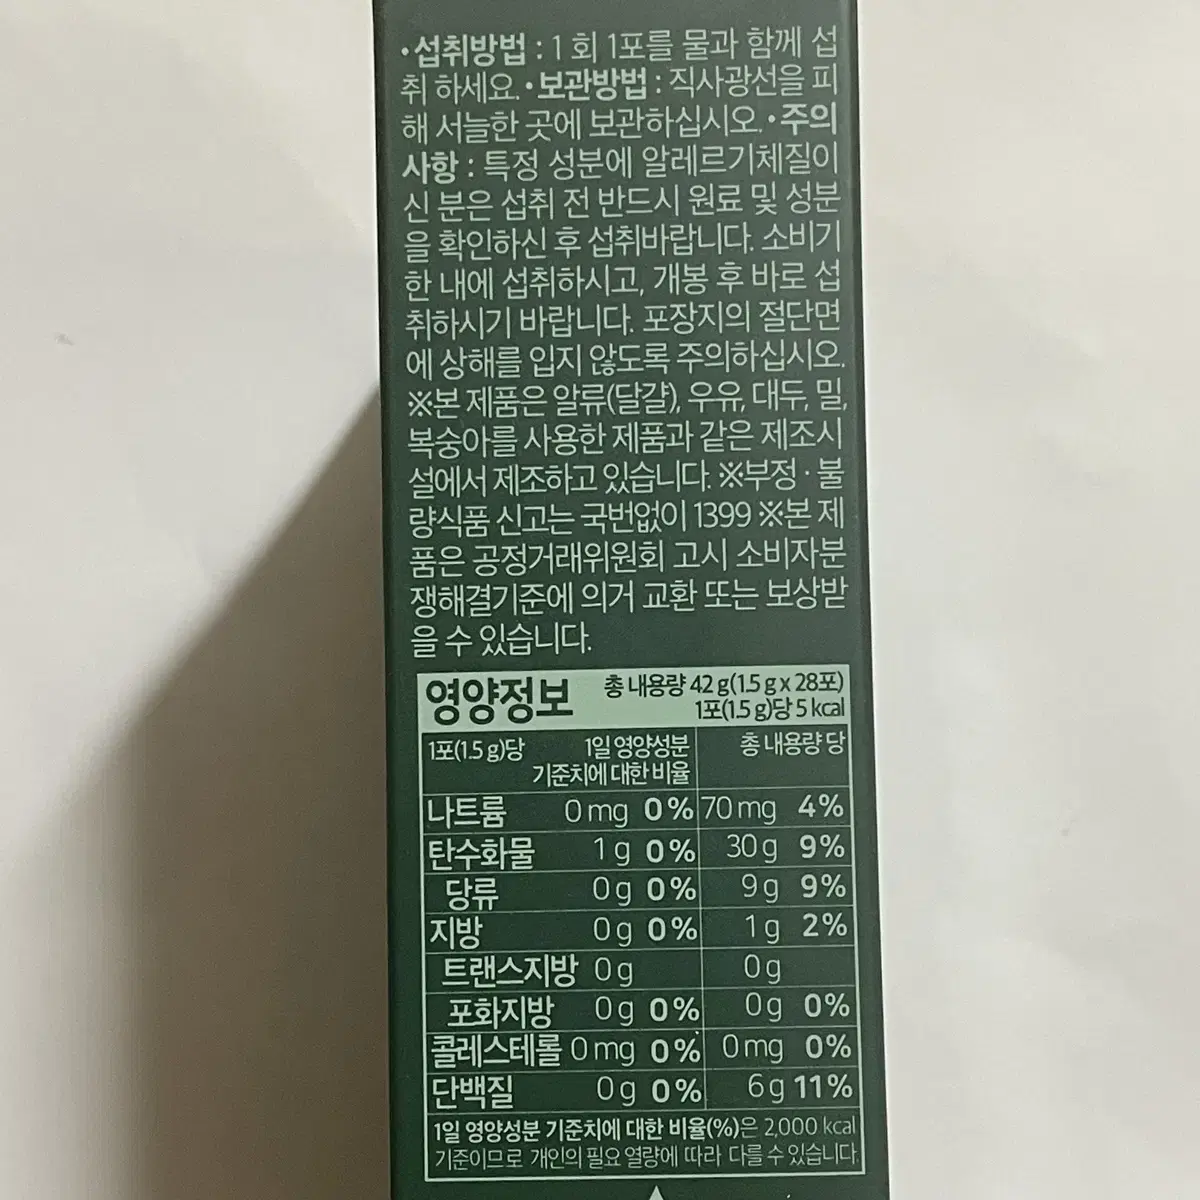 •섭취방법 : 1회 1포를 물과 함께 섭
취 하세요. •보관방법 : 직사광선을 피
해 서늘한 곳에 보관하십시오. •주의
사항 : 특정 성분에 알레르기체질이
신 분은 섭취 전 반드시 원료 및 성분
을 확인하신 후 섭취바랍니다. 소비기
한 내에 섭취하시고, 개봉 후 바로 섭
취하시기 바랍니다. 포장지의 절단면
에 상해를 입지 않도록 주의하십시오.
※본 제품은 알류(달걀), 우유, 대두, 밀,
복숭아를 사용한 제품과 같은 제조시
설에서 제조하고 있습니다. ※부정·불
량식품 신고는 국번없이 1399 ※본 제
품은 공정거래위원회 고시 소비자분
쟁해결기준에 의거 교환 또는 보상받
을 수 있습니다.
영양정보 총 내용량 42 g(1.5 g x 28포)
1포(1.5 g)당 5 kcal
1포(1.5 g)당 1일 영양성분 총 내용량 당
기준치에 대한 비율
나트륨 0 mg 0% 70 mg 4%
탄수화물 1 g 0% 30 g 9%
당류 0 g 0% 9 g 9%
지방 0 g 0% 1 g 2%
트랜스지방 0 g 0 g
포화지방 0 g 0% 0 g 0%
콜레스테롤 0 mg 0% 0 mg 0%
단백질 0 g 0% 6 g 11%
1일 영양성분 기준치에 대한 비율(%)은 2,000 kcal
기준이므로 개인의 필요 열량에 따라 다를 수 있습니다.